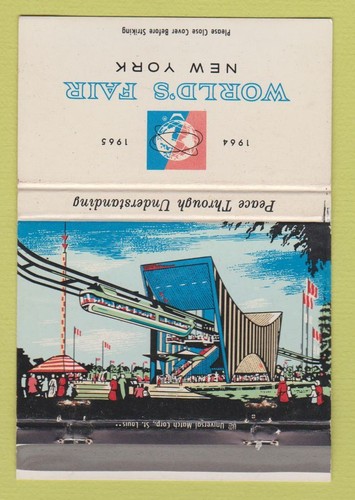 NEW YORK
WORLD'S FAIR
1964 1965
Peace Through Understanding
Please Close Cover Before Striking
Universal Match Corp., St. Louis